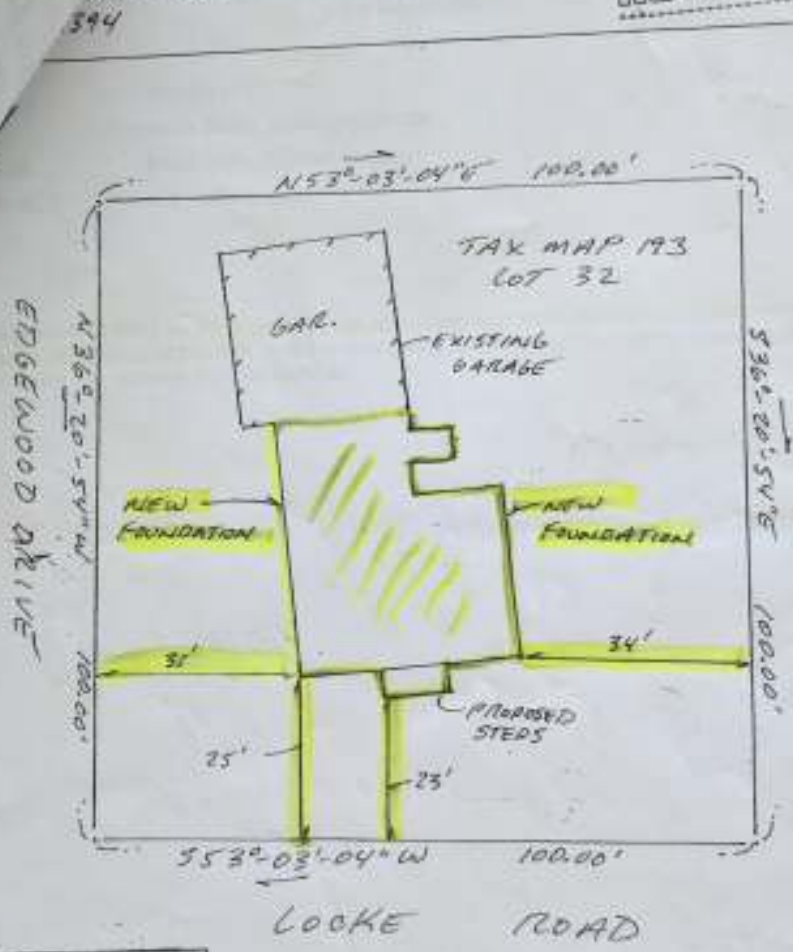 394
N53°-03'-04"E 100.00'
TAX MAP 193
LOT 32
GAR.
EXISTING
GARAGE
EDGEWOOD DRIVE
N36°-20'-54"W 100.00'
S36°-20'-54"E 100.00'
NEW
FOUNDATION
NEW
FOUNDATION
31'
34'
PROPOSED
STEPS
25'
23'
S53°-03'-04"W 100.00'
LOCKE ROAD